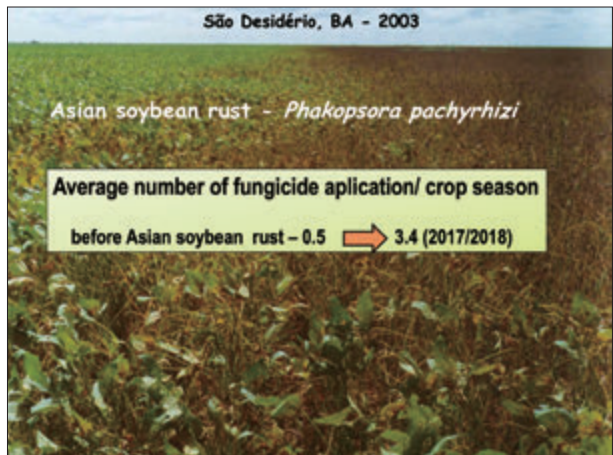 São Desidério, BA - 2003
Asian soybean rust - Phakopsora pachyrhizi
Average number of fungicide aplication/ crop season
before Asian soybean rust – 0.5 3.4 (2017/2018)